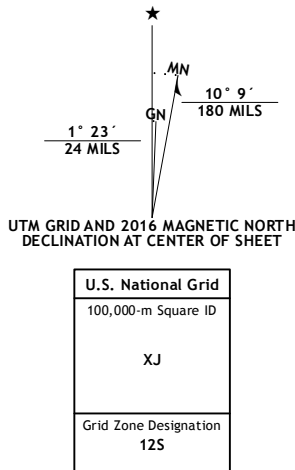 ★
MN
GN
10° 9´
180 MILS
1° 23´
24 MILS
UTM GRID AND 2016 MAGNETIC NORTH
DECLINATION AT CENTER OF SHEET
U.S. National Grid
100,000-m Square ID
XJ
Grid Zone Designation
12S